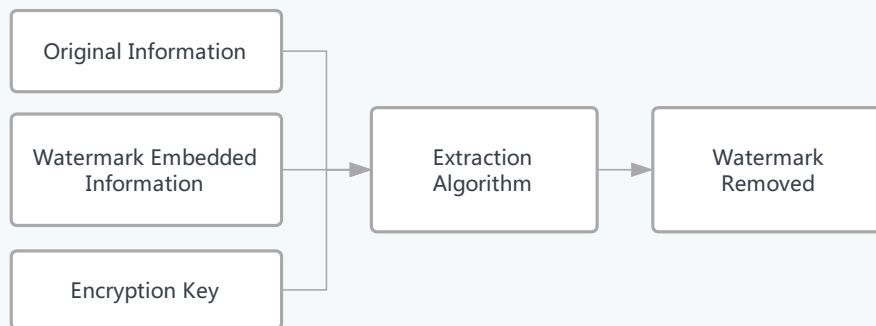 Original Information
Watermark Embedded
Information
Encryption Key
Extraction
Algorithm
Watermark
Removed